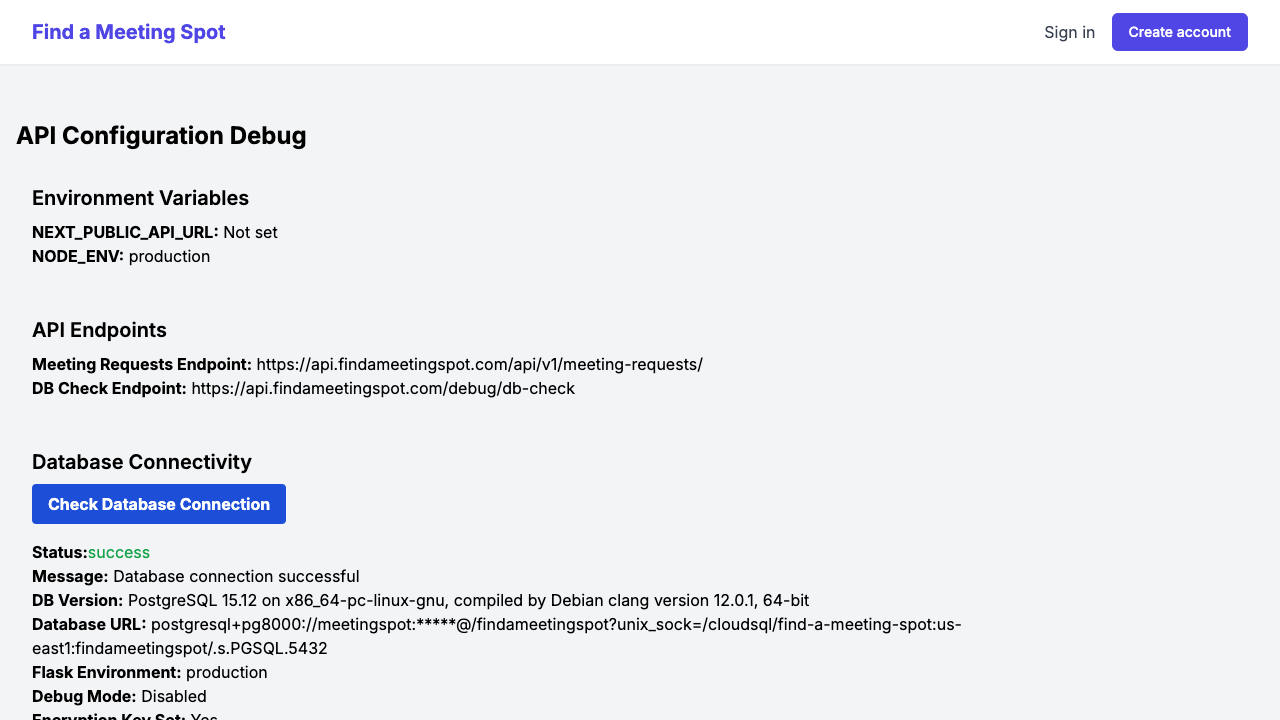 Find a Meeting Spot
Sign in
Create account
API Configuration Debug
Environment Variables
NEXT_PUBLIC_API_URL: Not set
NODE_ENV: production
API Endpoints
Meeting Requests Endpoint: https://api.findameetingspot.com/api/v1/meeting-requests/
DB Check Endpoint: https://api.findameetingspot.com/debug/db-check
Database Connectivity
Check Database Connection
Status:success
Message: Database connection successful
DB Version: PostgreSQL 15.12 on x86_64-pc-linux-gnu, compiled by Debian clang version 12.0.1, 64-bit
Database URL: postgresql+pg8000://meetingspot:*****@/findameetingspot?unix_sock=/cloudsql/find-a-meeting-spot:us-
east1:findameetingspot/.s.PGSQL.5432
Flask Environment: production
Debug Mode: Disabled
Encryption Key Set: Yes